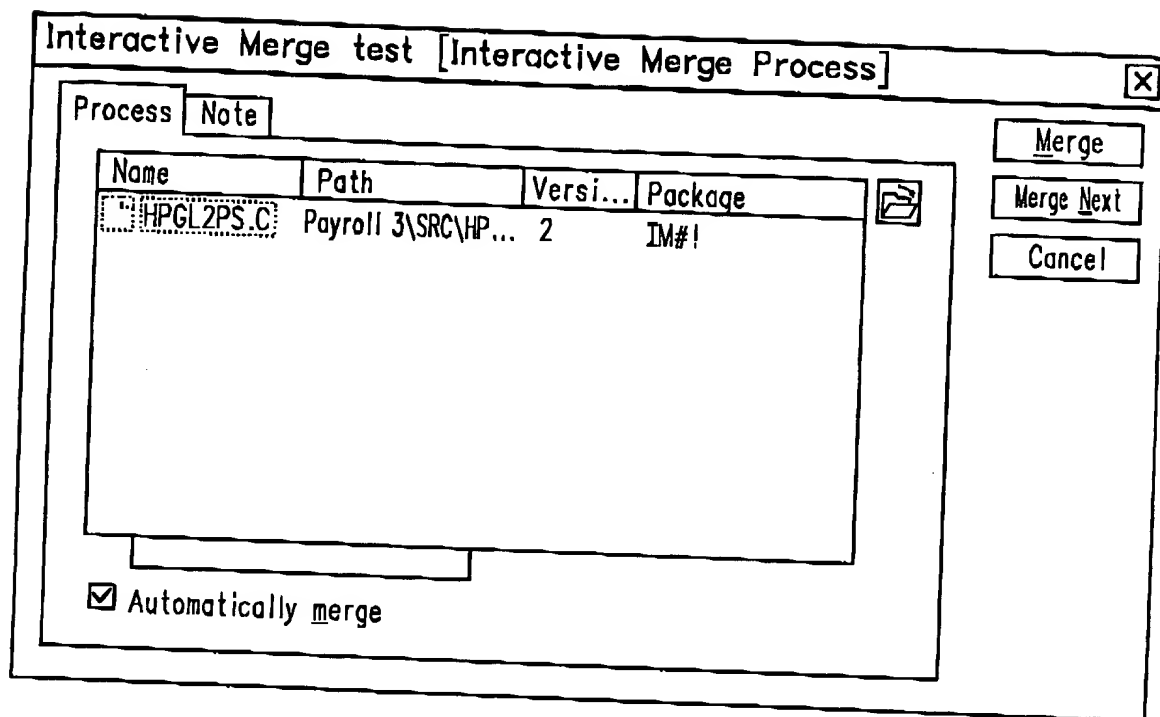 Interactive Merge test [Interactive Merge Process]
Process Note
Name Path Versi... Package
HPGL2PS.C Payroll 3\SRC\HP... 2 IM#!
Automatically merge
Merge
Merge Next
Cancel